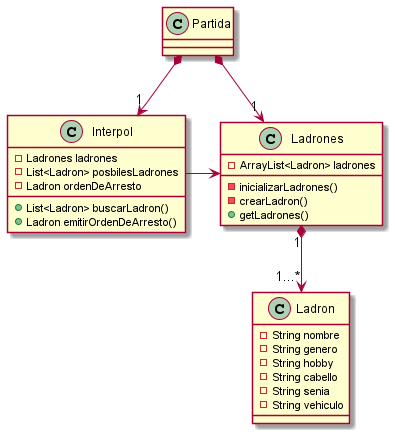 C Partida
1
1
C Interpol
Ladrones ladrones
List<Ladron> posbilesLadrones
Ladron ordenDeArresto
List<Ladron> buscarLadron()
Ladron emitirOrdenDeArresto()
C Ladrones
ArrayList<Ladron> ladrones
inicializarLadrones()
crearLadron()
getLadrones()
1
1...*
C Ladron
String nombre
String genero
String hobby
String cabello
String senia
String vehiculo